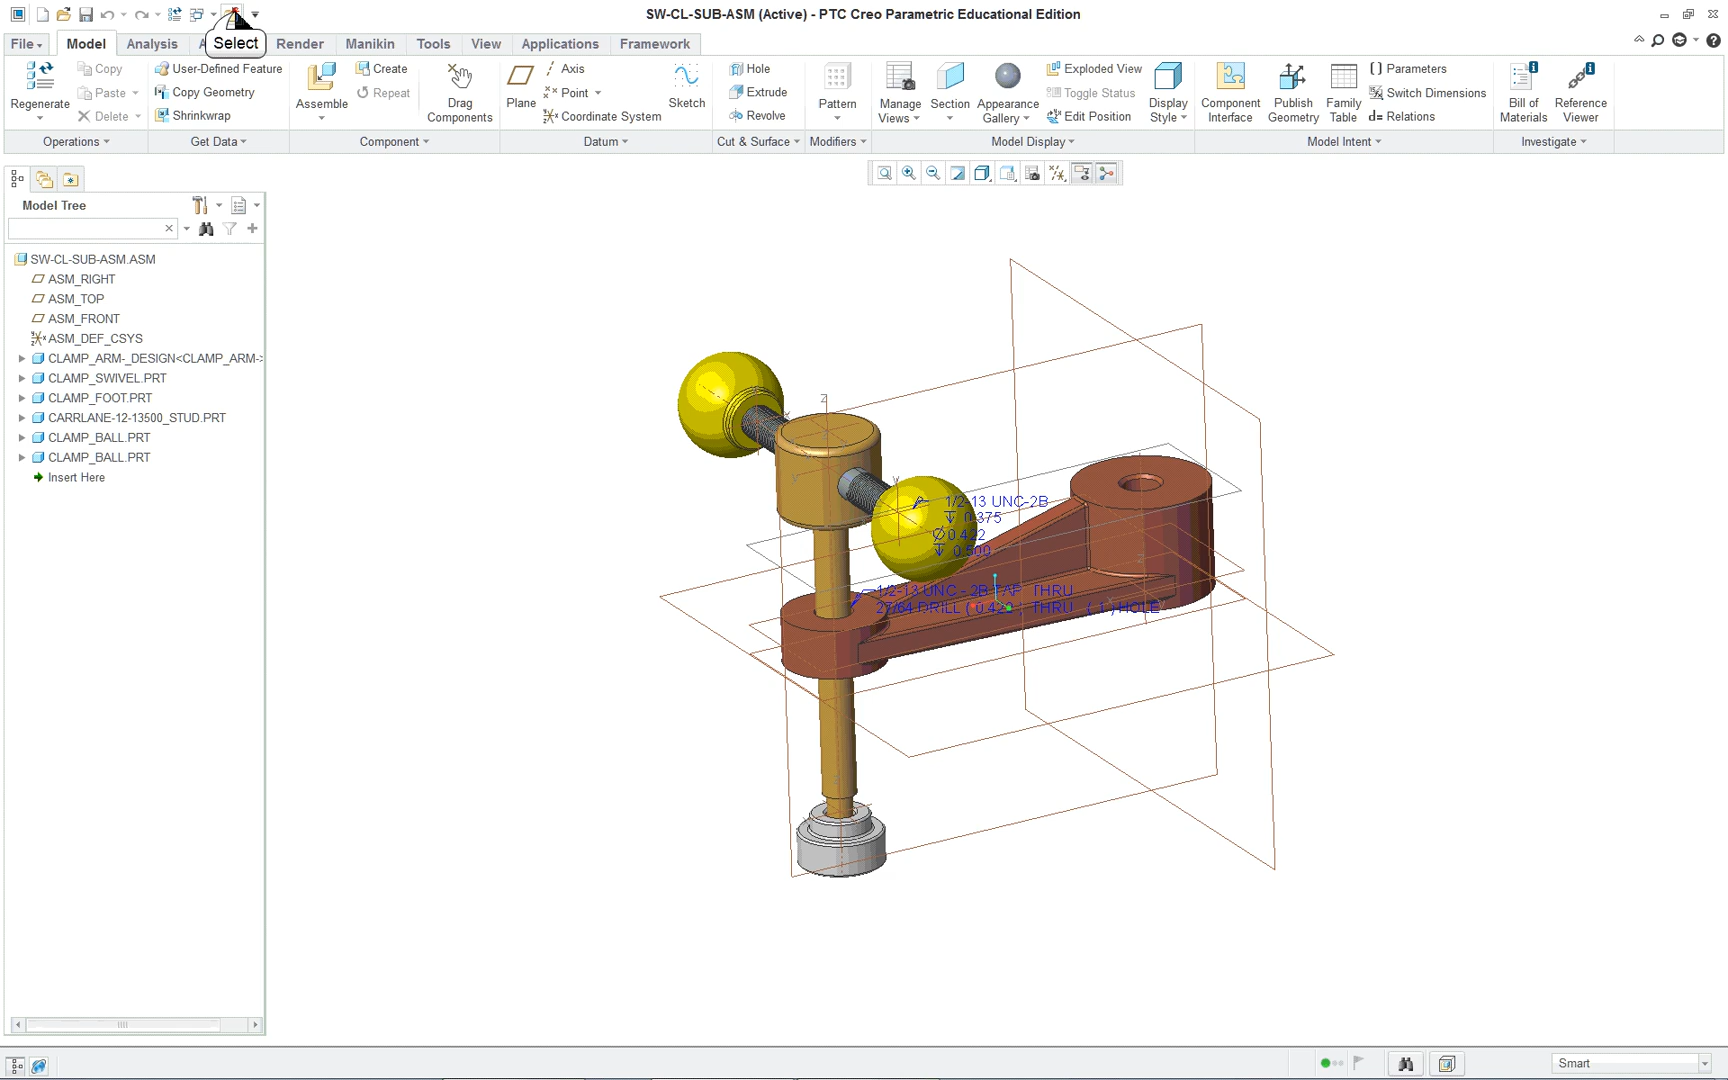 SW-CL-SUB-ASM (Active) - PTC Creo Parametric Educational Edition
Select
File
Model
Analysis
A
Render
Manikin
Tools
View
Applications
Framework
Regenerate
Copy
Paste
Delete
Operations
User-Defined Feature
Copy Geometry
Shrinkwrap
Get Data
Assemble
Create
Repeat
Drag
Components
Component
Plane
Axis
Point
Coordinate System
Sketch
Datum
Hole
Extrude
Revolve
Cut & Surface
Pattern
Modifiers
Manage
Views
Section
Appearance
Gallery
Exploded View
Toggle Status
Edit Position
Display
Style
Model Display
Component
Interface
Publish
Geometry
Family
Table
Parameters
Switch Dimensions
d= Relations
Model Intent
Bill of
Materials
Reference
Viewer
Investigate
Model Tree
SW-CL-SUB-ASM.ASM
ASM_RIGHT
ASM_TOP
ASM_FRONT
ASM_DEF_CSYS
CLAMP_ARM-_DESIGN<CLAMP_ARM->
CLAMP_SWIVEL.PRT
CLAMP_FOOT.PRT
CARRLANE-12-13500_STUD.PRT
CLAMP_BALL.PRT
CLAMP_BALL.PRT
Insert Here
Z
1/2-13 UNC-2B
↧ 0.375
∅0.422
↧ 0.500
1/2-13 UNC - 2B TAP THRU
27/64 DRILL ( 0.422 ) THRU ( 1 ) HOLE
Smart